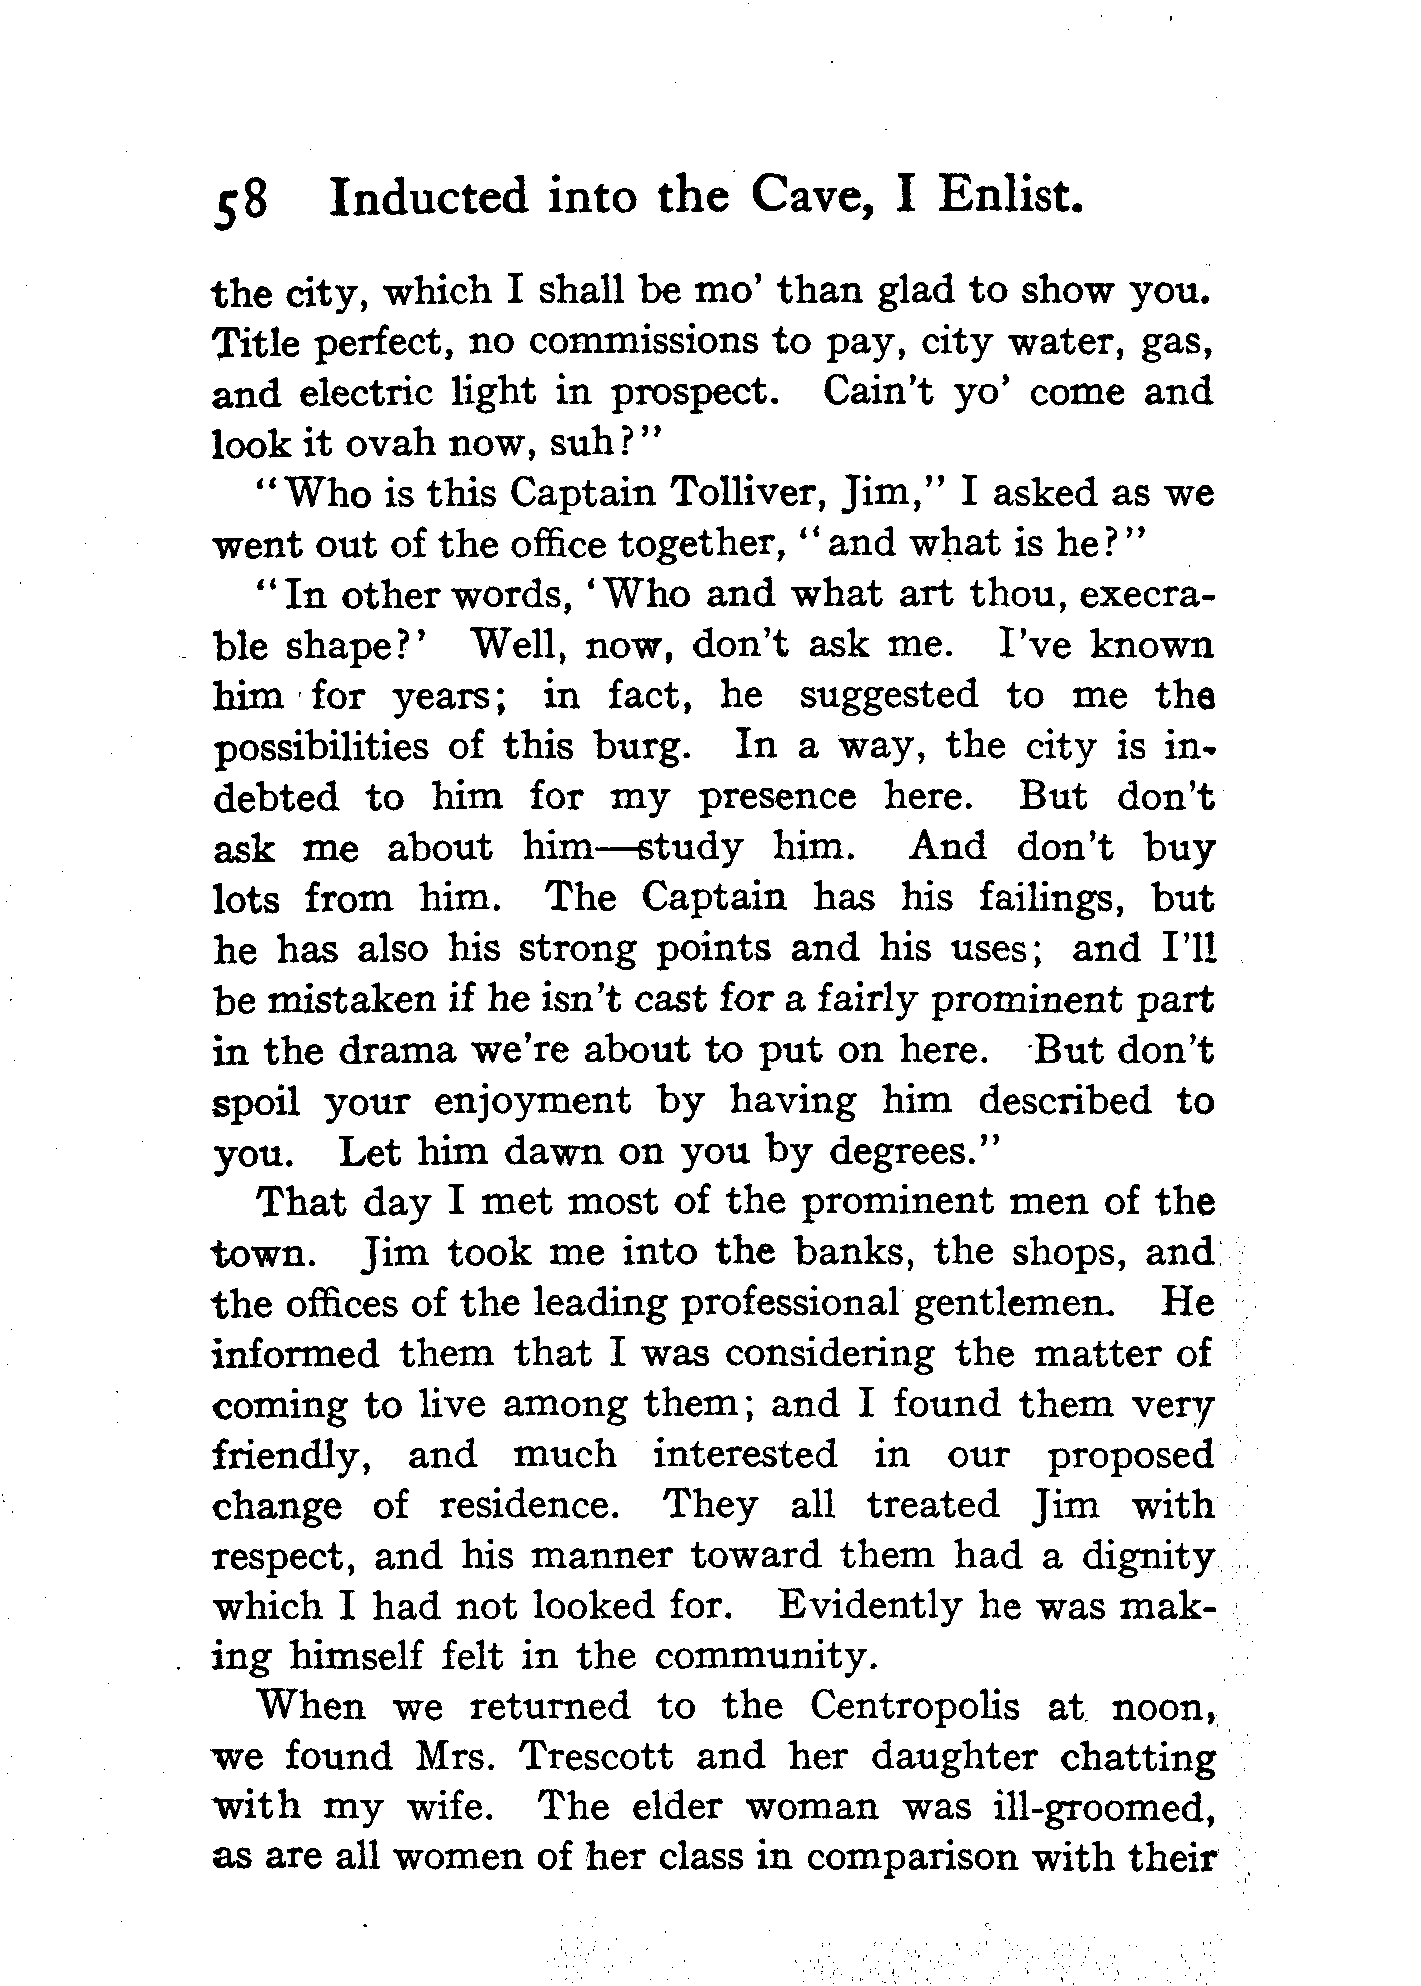 58 Inducted into the Cave, I Enlist.
the city, which I shall be mo' than glad to show you.
Title perfect, no commissions to pay, city water, gas,
and electric light in prospect. Cain't yo' come and
look it ovah now, suh?"
"Who is this Captain Tolliver, Jim," I asked as we
went out of the office together, "and what is he?"
"In other words, 'Who and what art thou, execra-
ble shape?' Well, now, don't ask me. I've known
him for years; in fact, he suggested to me the
possibilities of this burg. In a way, the city is in-
debted to him for my presence here. But don't
ask me about him—study him. And don't buy
lots from him. The Captain has his failings, but
he has also his strong points and his uses; and I'll
be mistaken if he isn't cast for a fairly prominent part
in the drama we're about to put on here. But don't
spoil your enjoyment by having him described to
you. Let him dawn on you by degrees."
That day I met most of the prominent men of the
town. Jim took me into the banks, the shops, and
the offices of the leading professional gentlemen. He
informed them that I was considering the matter of
coming to live among them; and I found them very
friendly, and much interested in our proposed
change of residence. They all treated Jim with
respect, and his manner toward them had a dignity
which I had not looked for. Evidently he was mak-
ing himself felt in the community.
When we returned to the Centropolis at noon,
we found Mrs. Trescott and her daughter chatting
with my wife. The elder woman was ill-groomed,
as are all women of her class in comparison with their